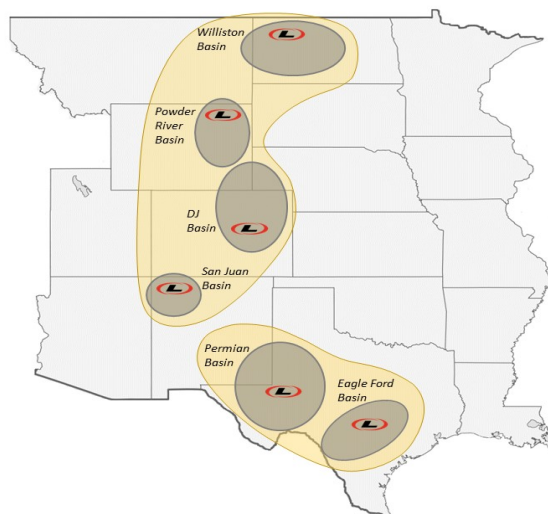 Williston
Basin
L
Powder
River
Basin
L
DJ
Basin
L
San Juan
Basin
L
Permian
Basin
L
Eagle Ford
Basin
L